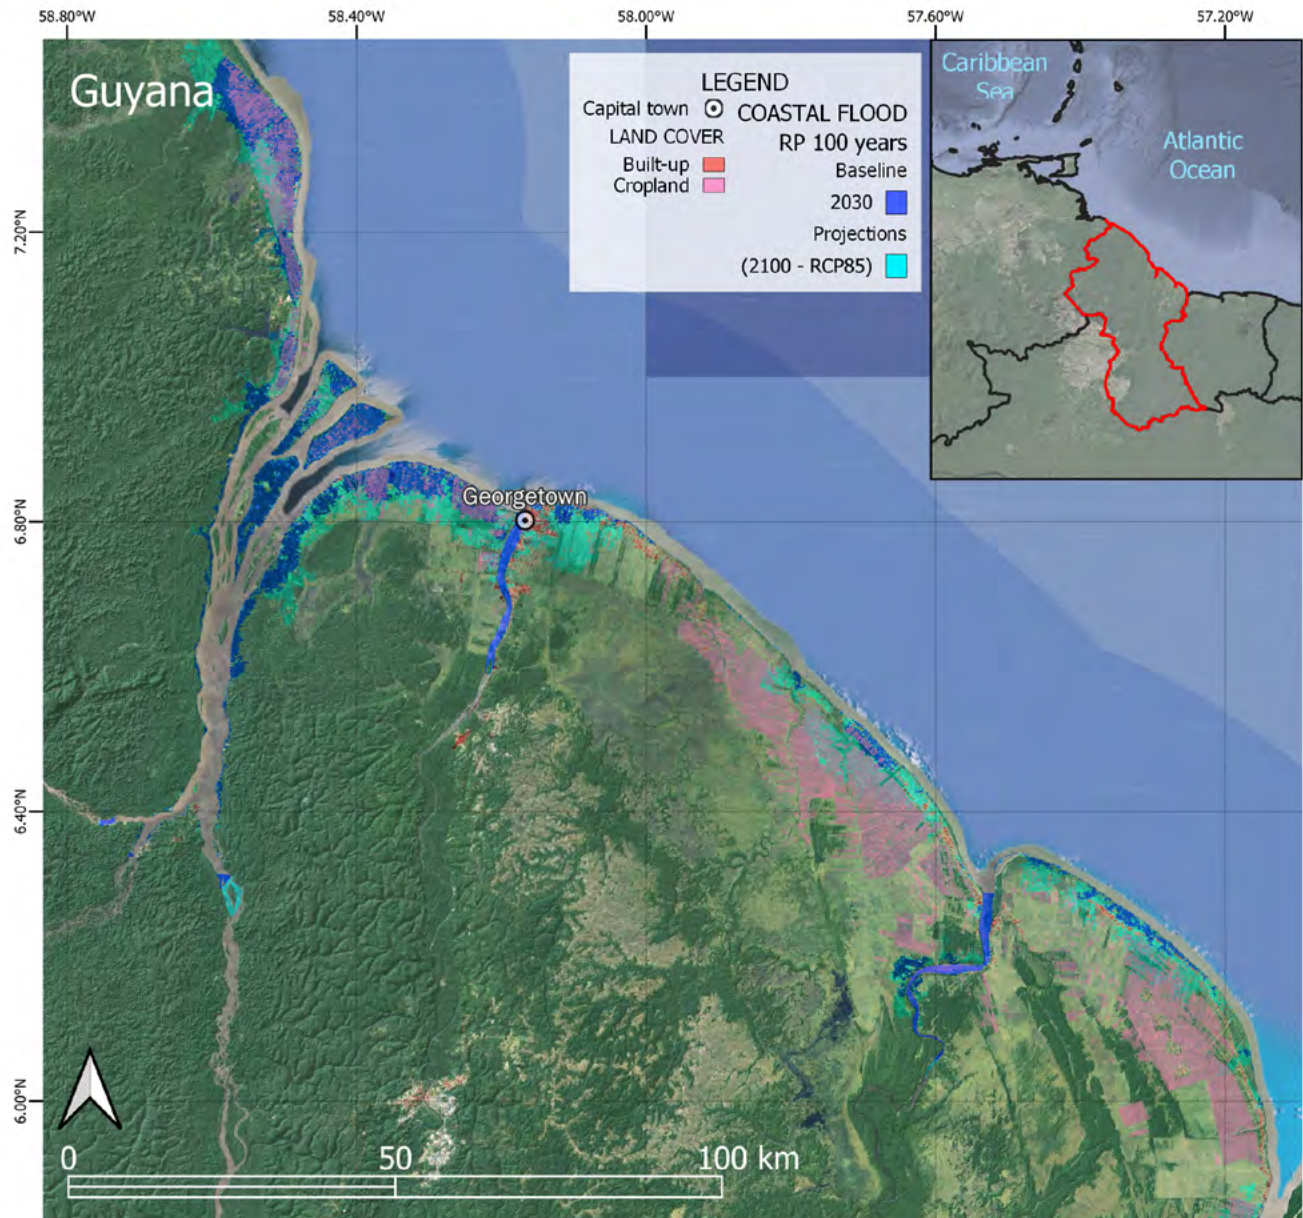 58.80°W 58.40°W 58.00°W 57.60°W 57.20°W
Guyana
LEGEND
Capital town
COASTAL FLOOD
LAND COVER
RP 100 years
Built-up
Baseline
Cropland
2030
Projections
(2100 - RCP85)
Caribbean
Sea
Atlantic
Ocean
7.20°N
Georgetown
6.80°N
6.40°N
6.00°N
0 50 100 km